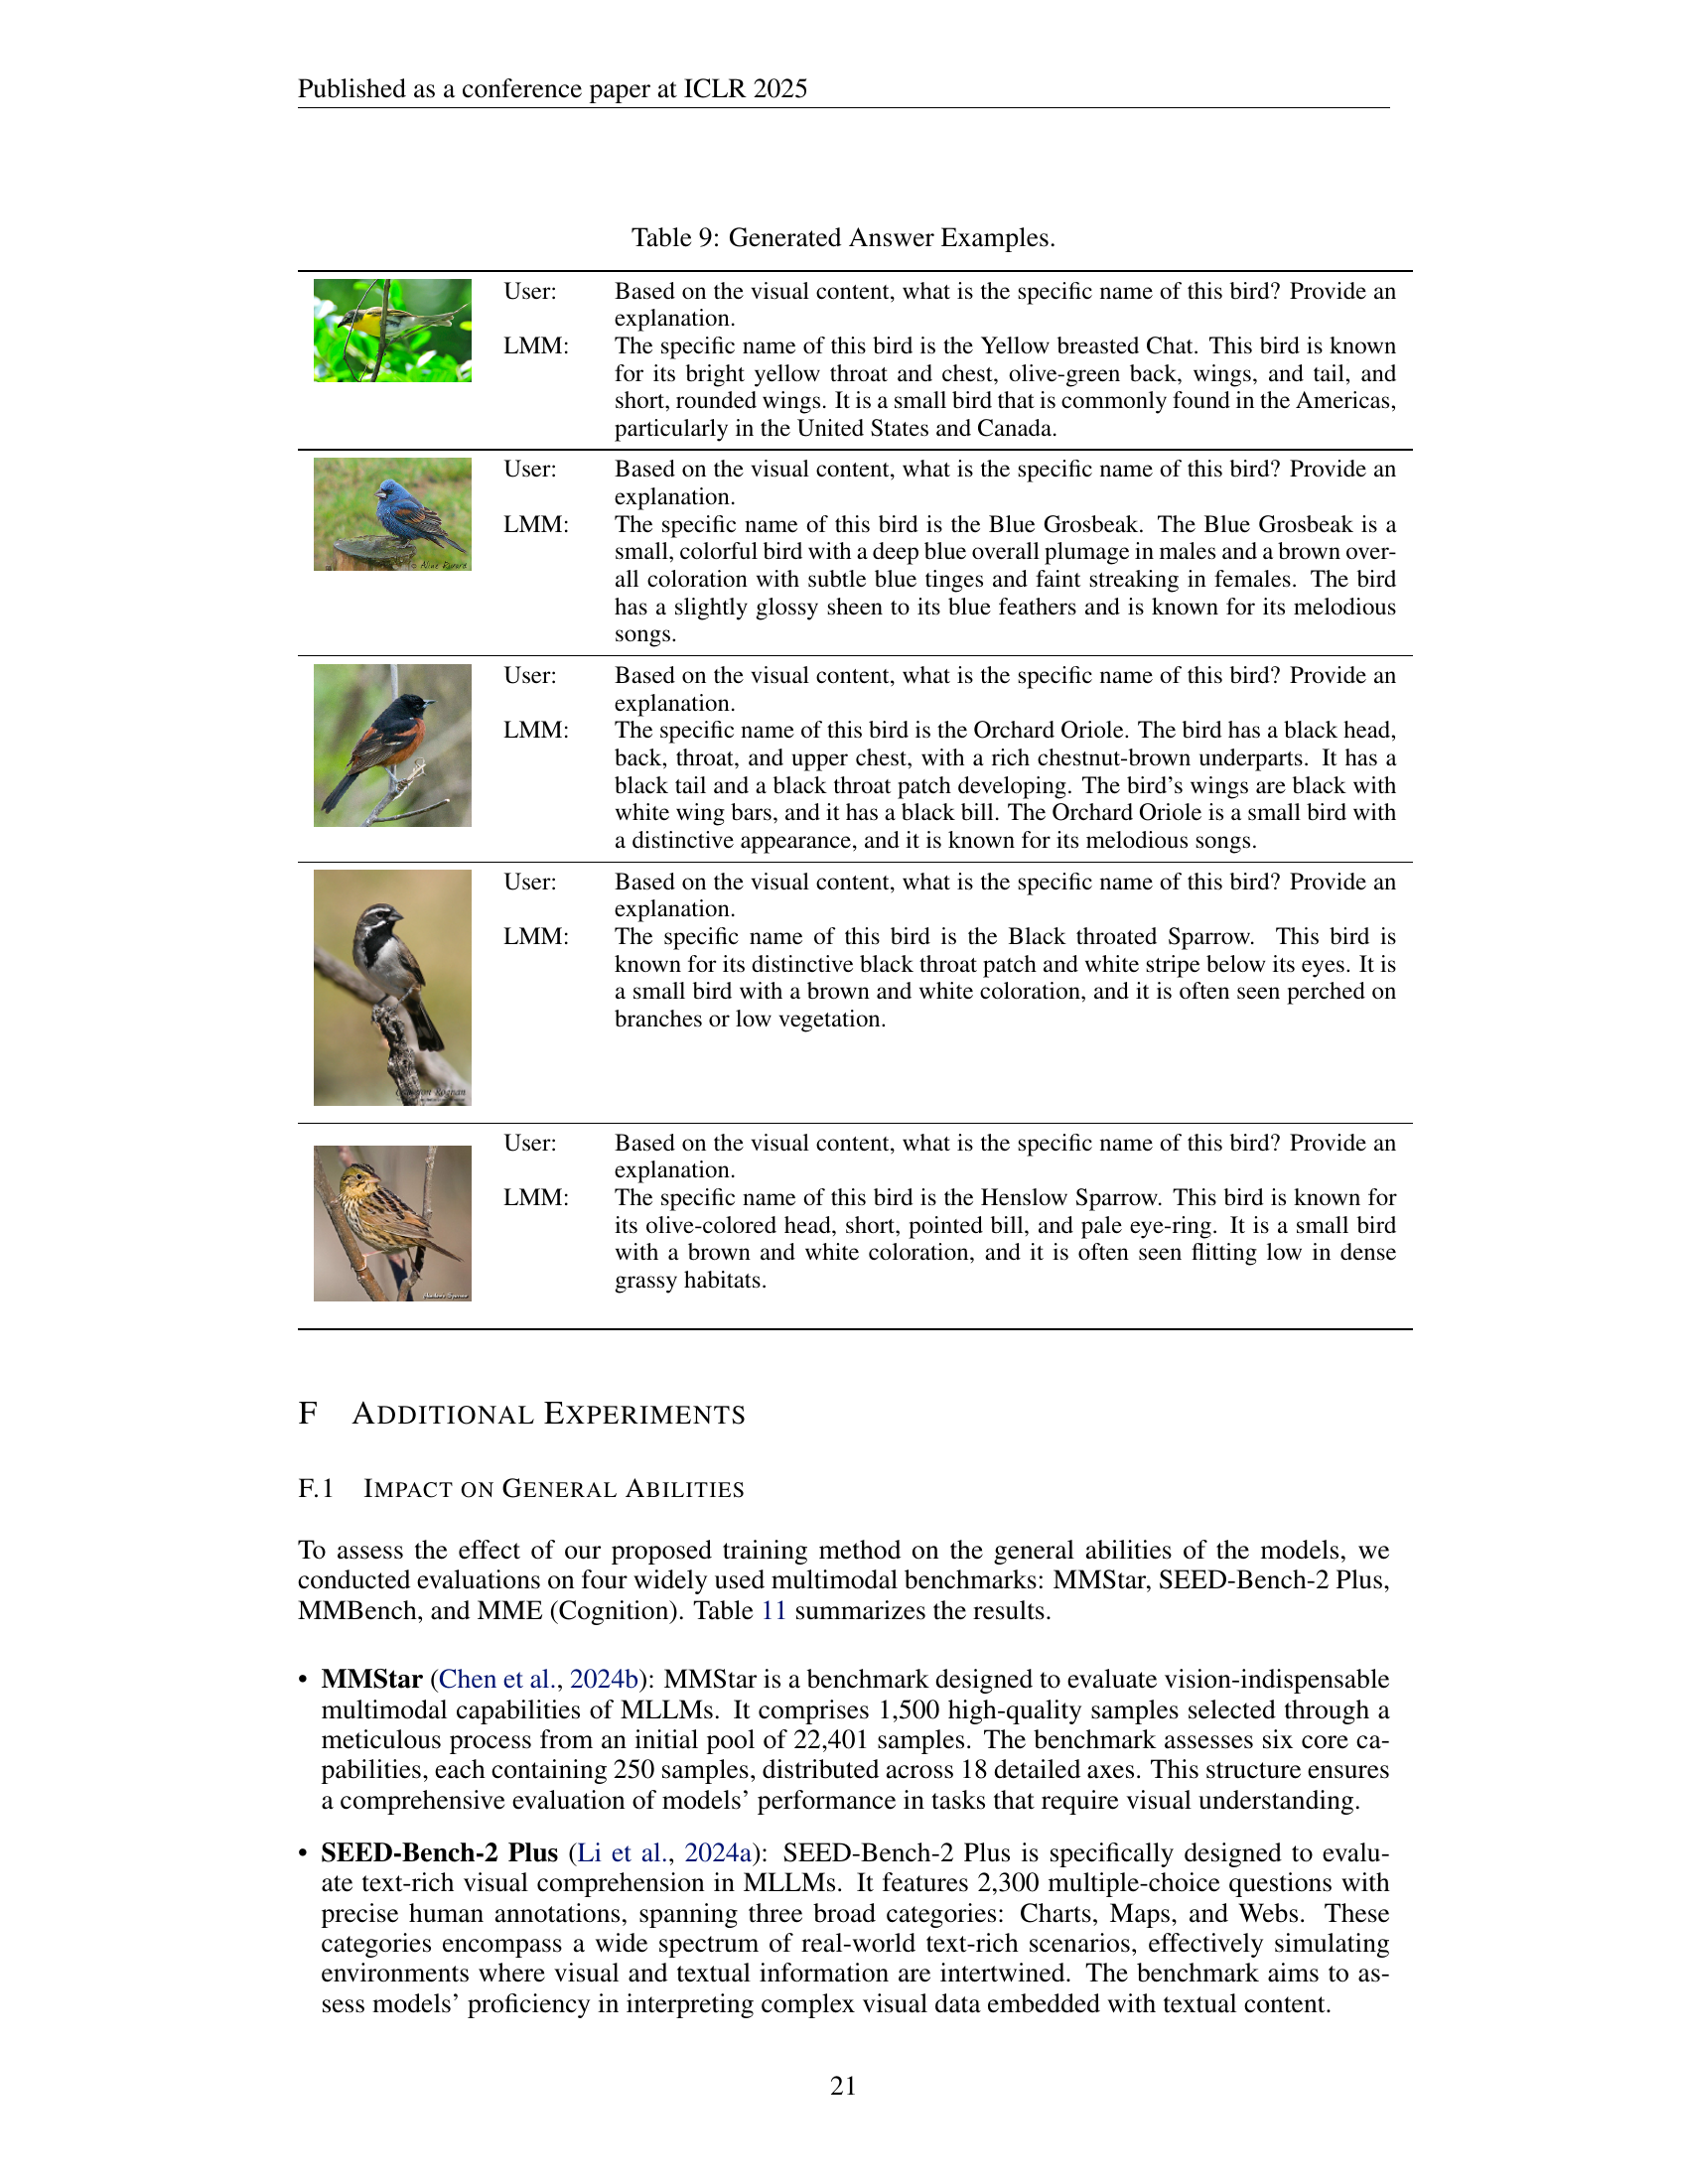 Published as a conference paper at ICLR 2025
Table 9: Generated Answer Examples.
User: Based on the visual content, what is the specific name of this bird? Provide an
explanation.
LMM: The specific name of this bird is the Yellow breasted Chat. This bird is known
for its bright yellow throat and chest, olive-green back, wings, and tail, and
short, rounded wings. It is a small bird that is commonly found in the Americas,
particularly in the United States and Canada.
User: Based on the visual content, what is the specific name of this bird? Provide an
explanation.
LMM: The specific name of this bird is the Blue Grosbeak. The Blue Grosbeak is a
small, colorful bird with a deep blue overall plumage in males and a brown over-
all coloration with subtle blue tinges and faint streaking in females. The bird
has a slightly glossy sheen to its blue feathers and is known for its melodious
songs.
User: Based on the visual content, what is the specific name of this bird? Provide an
explanation.
LMM: The specific name of this bird is the Orchard Oriole. The bird has a black head,
back, throat, and upper chest, with a rich chestnut-brown underparts. It has a
black tail and a black throat patch developing. The bird's wings are black with
white wing bars, and it has a black bill. The Orchard Oriole is a small bird with
a distinctive appearance, and it is known for its melodious songs.
User: Based on the visual content, what is the specific name of this bird? Provide an
explanation.
LMM: The specific name of this bird is the Black throated Sparrow. This bird is
known for its distinctive black throat patch and white stripe below its eyes. It is
a small bird with a brown and white coloration, and it is often seen perched on
branches or low vegetation.
User: Based on the visual content, what is the specific name of this bird? Provide an
explanation.
LMM: The specific name of this bird is the Henslow Sparrow. This bird is known for
its olive-colored head, short, pointed bill, and pale eye-ring. It is a small bird
with a brown and white coloration, and it is often seen flitting low in dense
grassy habitats.
F ADDITIONAL EXPERIMENTS
F.1 IMPACT ON GENERAL ABILITIES
To assess the effect of our proposed training method on the general abilities of the models, we
conducted evaluations on four widely used multimodal benchmarks: MMStar, SEED-Bench-2 Plus,
MMBench, and MME (Cognition). Table 11 summarizes the results.
• MMStar (Chen et al., 2024b): MMStar is a benchmark designed to evaluate vision-indispensable
multimodal capabilities of MLLMs. It comprises 1,500 high-quality samples selected through a
meticulous process from an initial pool of 22,401 samples. The benchmark assesses six core ca-
pabilities, each containing 250 samples, distributed across 18 detailed axes. This structure ensures
a comprehensive evaluation of models' performance in tasks that require visual understanding.
• SEED-Bench-2 Plus (Li et al., 2024a): SEED-Bench-2 Plus is specifically designed to evalu-
ate text-rich visual comprehension in MLLMs. It features 2,300 multiple-choice questions with
precise human annotations, spanning three broad categories: Charts, Maps, and Webs. These
categories encompass a wide spectrum of real-world text-rich scenarios, effectively simulating
environments where visual and textual information are intertwined. The benchmark aims to as-
sess models' proficiency in interpreting complex visual data embedded with textual content.
21